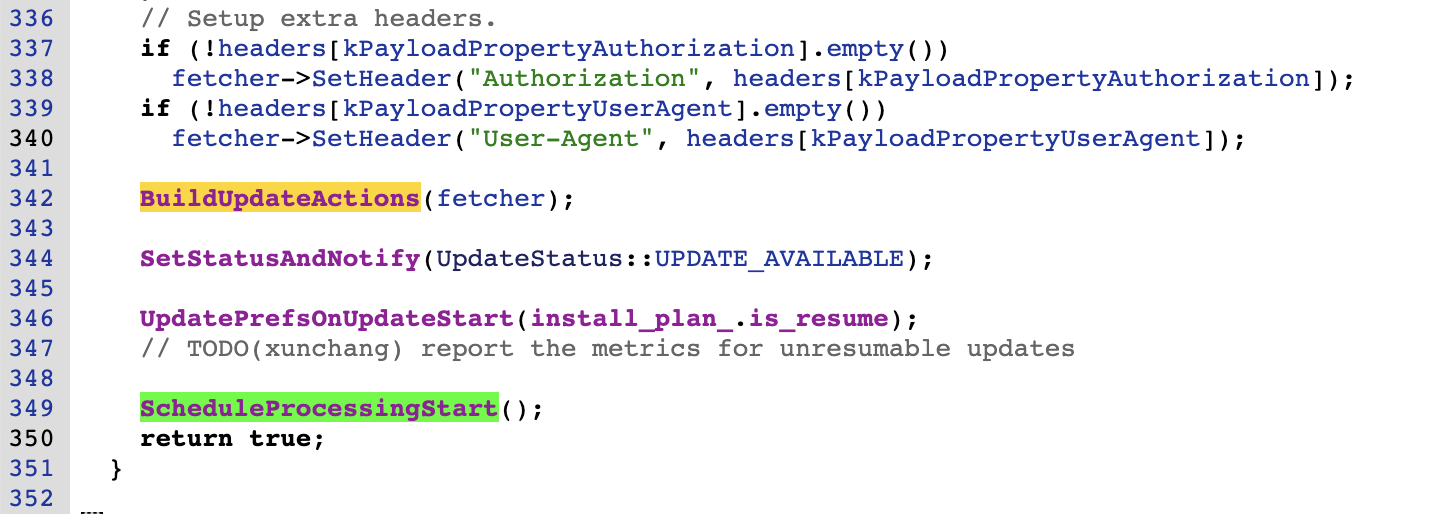 336 // Setup extra headers.
337 if (!headers[kPayloadPropertyAuthorization].empty())
338 fetcher->SetHeader("Authorization", headers[kPayloadPropertyAuthorization]);
339 if (!headers[kPayloadPropertyUserAgent].empty())
340 fetcher->SetHeader("User-Agent", headers[kPayloadPropertyUserAgent]);
341
342 BuildUpdateActions(fetcher);
343
344 SetStatusAndNotify(UpdateStatus::UPDATE_AVAILABLE);
345
346 UpdatePrefsOnUpdateStart(install_plan_.is_resume);
347 // TODO(xunchang) report the metrics for unresumable updates
348
349 ScheduleProcessingStart();
350 return true;
351 }
352